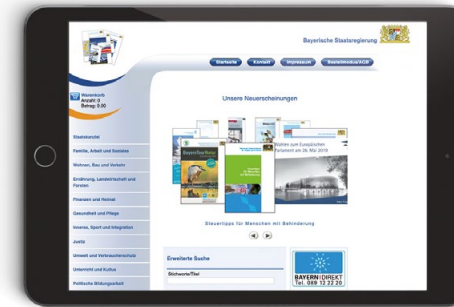 Bayerische Staatsregierung
Startseite
Kontakt
Impressum
Bestellmodus/AGB
Warenkorb
Anzahl: 0
Betrag: 0.00
Unsere Neuerscheinungen
BayernTourNatur
Wahlen zum Europäischen
Parlament am 26. Mai 2019
Staatskanzlei
Familie, Arbeit und Soziales
Wohnen, Bau und Verkehr
Ernährung, Landwirtschaft und
Forsten
Finanzen und Heimat
Gesundheit und Pflege
Inneres, Sport und Integration
Justiz
Umwelt und Verbraucherschutz
Unterricht und Kultus
Politische Bildungsarbeit
Steuertipps für Menschen mit Behinderung
Erweiterte Suche
Stichworte/Titel
BAYERN DIREKT
Tel. 089 12 22 20